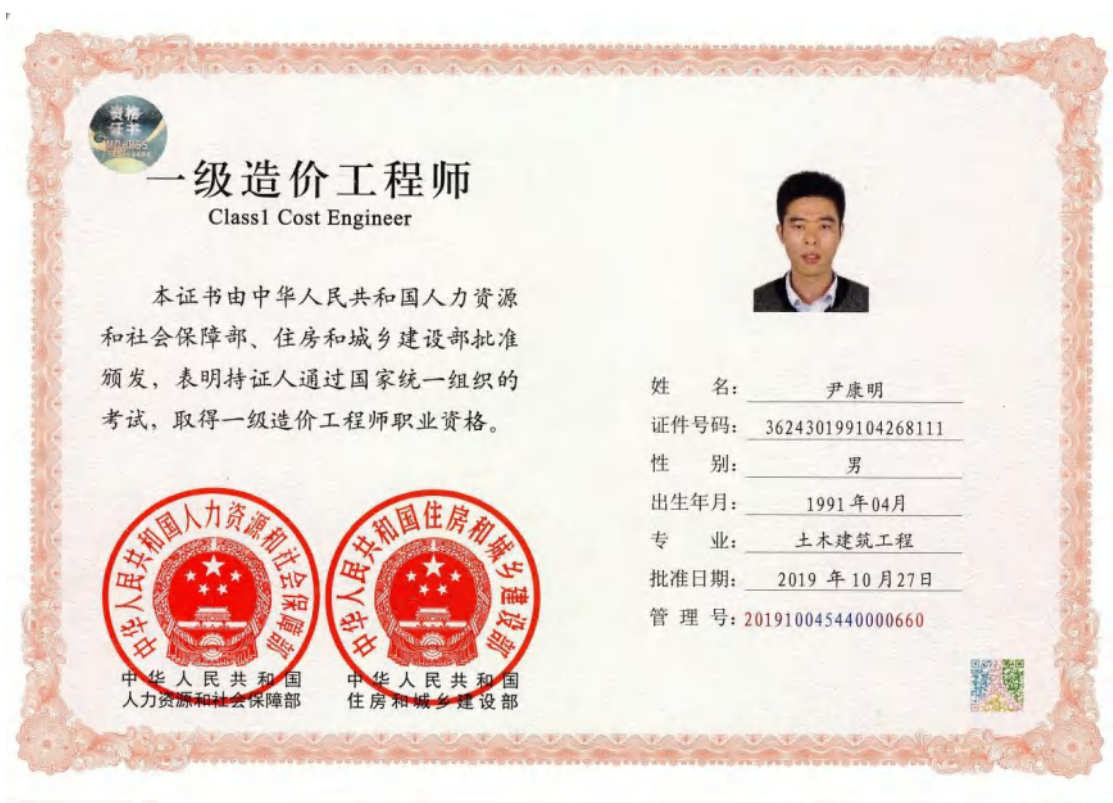 资格
证书
一级造价工程师
Class1 Cost Engineer
本证书由中华人民共和国人力资源
和社会保障部、住房和城乡建设部批准
颁发，表明持证人通过国家统一组织的
考试，取得一级造价工程师职业资格。
中华人民共和国人力资源和社会保障部
中华人民共和国住房和城乡建设部
中华人民共和国
人力资源和社会保障部
中华人民共和国
住房和城乡建设部
姓 名： 尹康明
证件号码： 362430199104268111
性 别： 男
出生年月： 1991年04月
专 业： 土木建筑工程
批准日期： 2019 年 10 月27日
管 理 号：201910045440000660